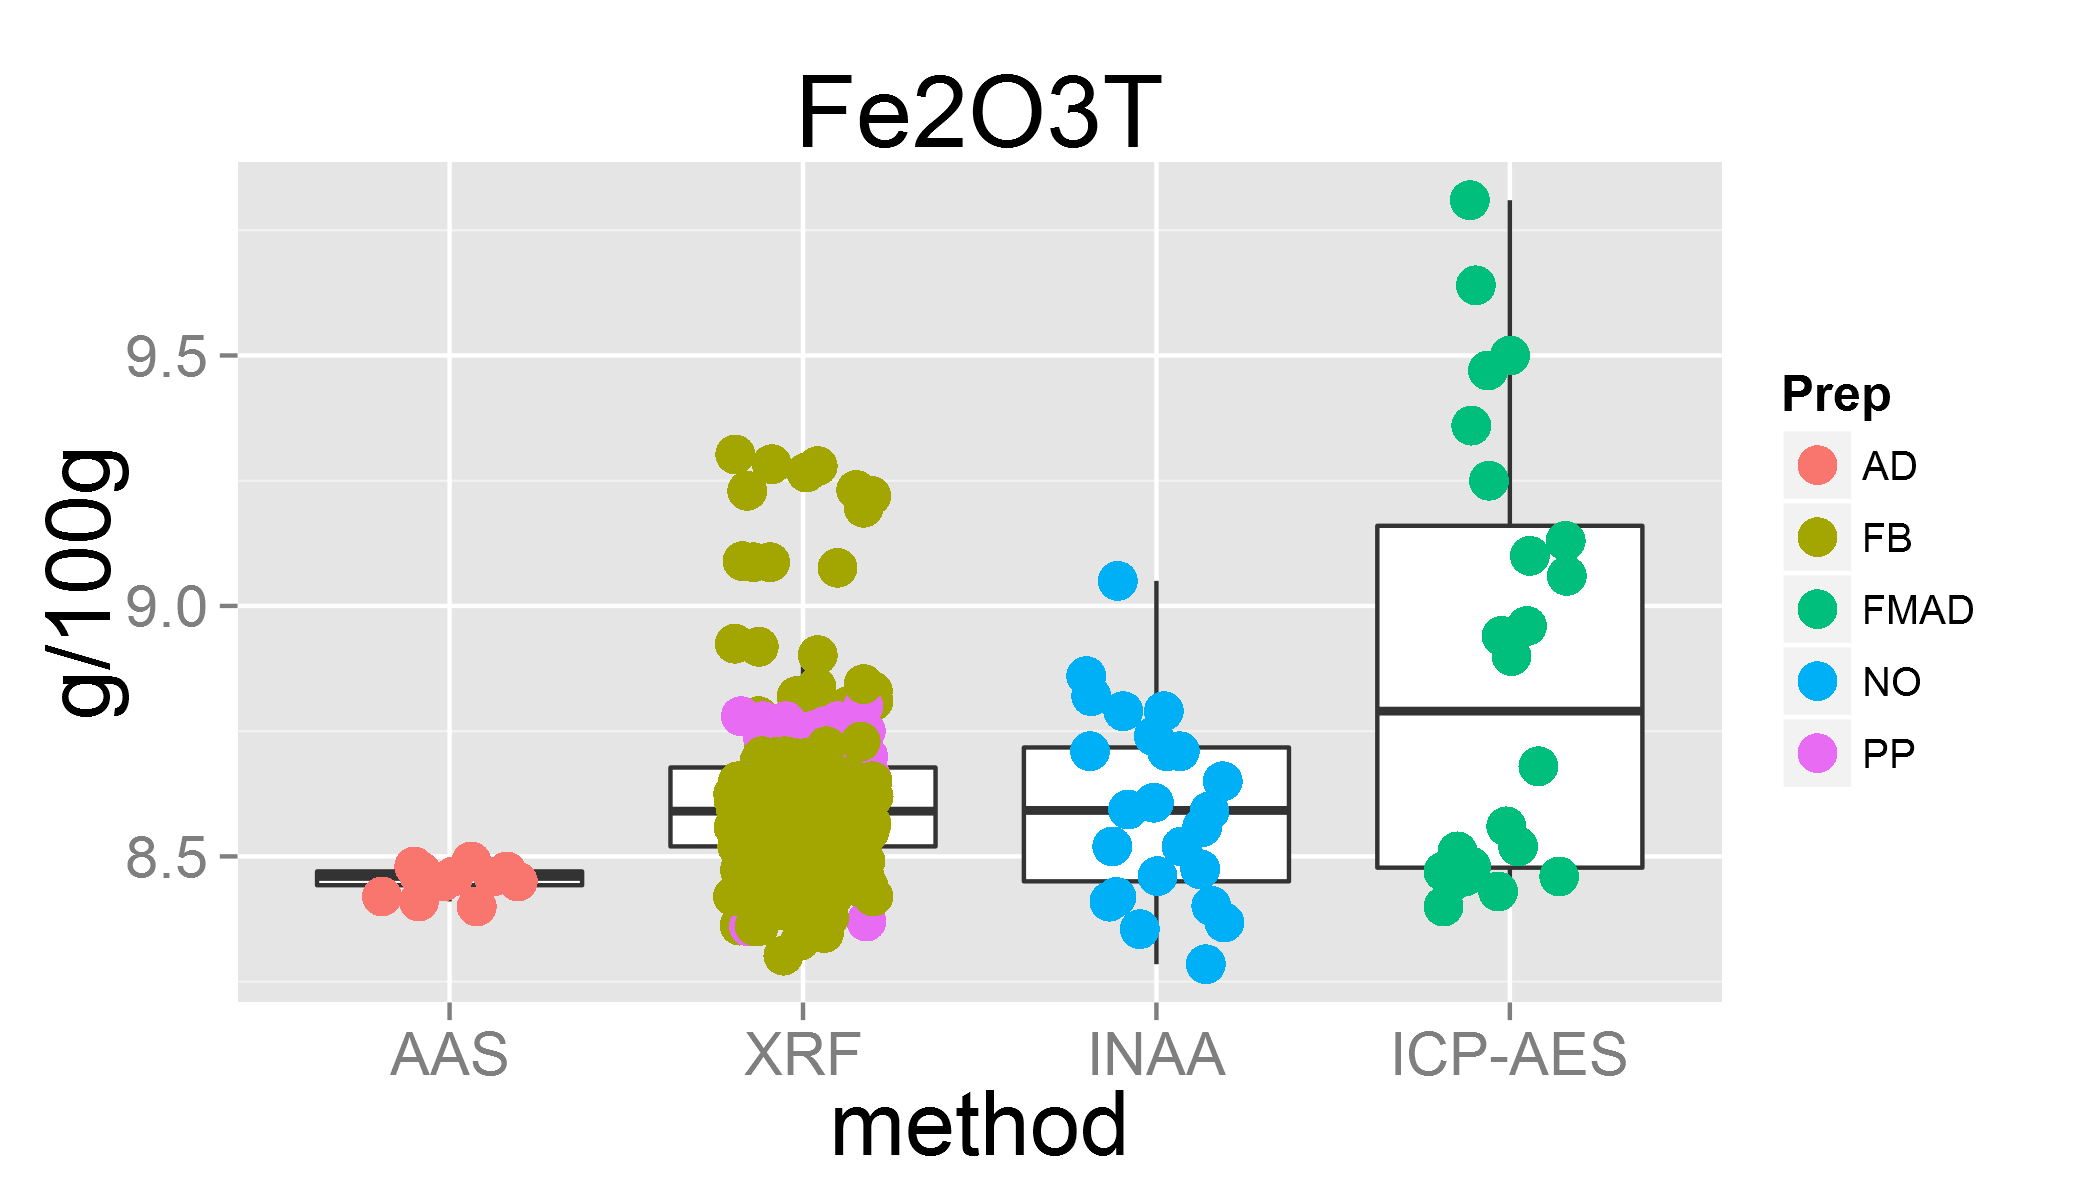 Fe2O3T
g/100g
9.5
9.0
8.5
AAS XRF INAA ICP-AES
method
Prep
AD
FB
FMAD
NO
PP